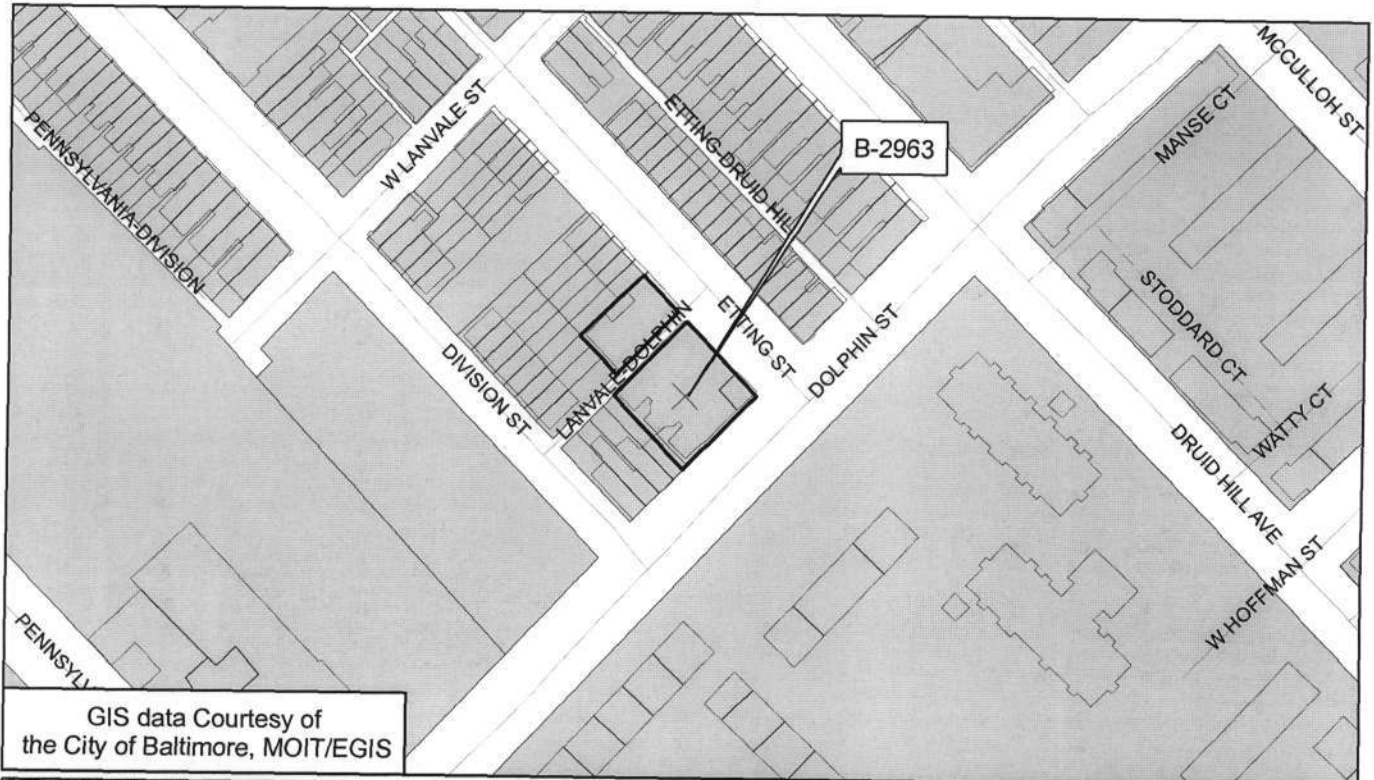 MCCULLOH ST
MANSE CT
W LANVALE ST
ETTING-DRUID HILL
B-2963
PENNSYLVANIA-DIVISION
STODDARD CT
ETTING ST
DOLPHIN ST
LANVALE-DOLPHIN
DIVISION ST
WATTY CT
DRUID HILL AVE
W HOFFMAN ST
PENNSYLV
GIS data Courtesy of
the City of Baltimore, MOIT/EGIS